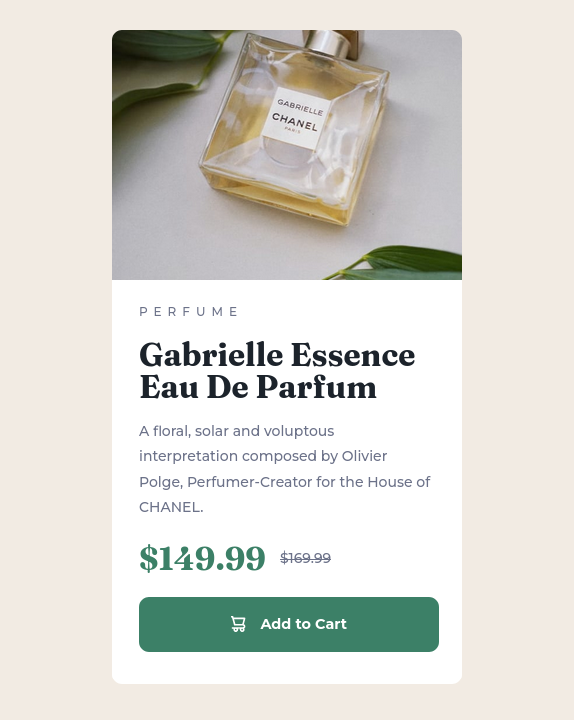 GABRIELLE
CHANEL
PARIS
PERFUME
Gabrielle Essence
Eau De Parfum
A floral, solar and voluptous
interpretation composed by Olivier
Polge, Perfumer-Creator for the House of
CHANEL.
$149.99 $169.99
Add to Cart